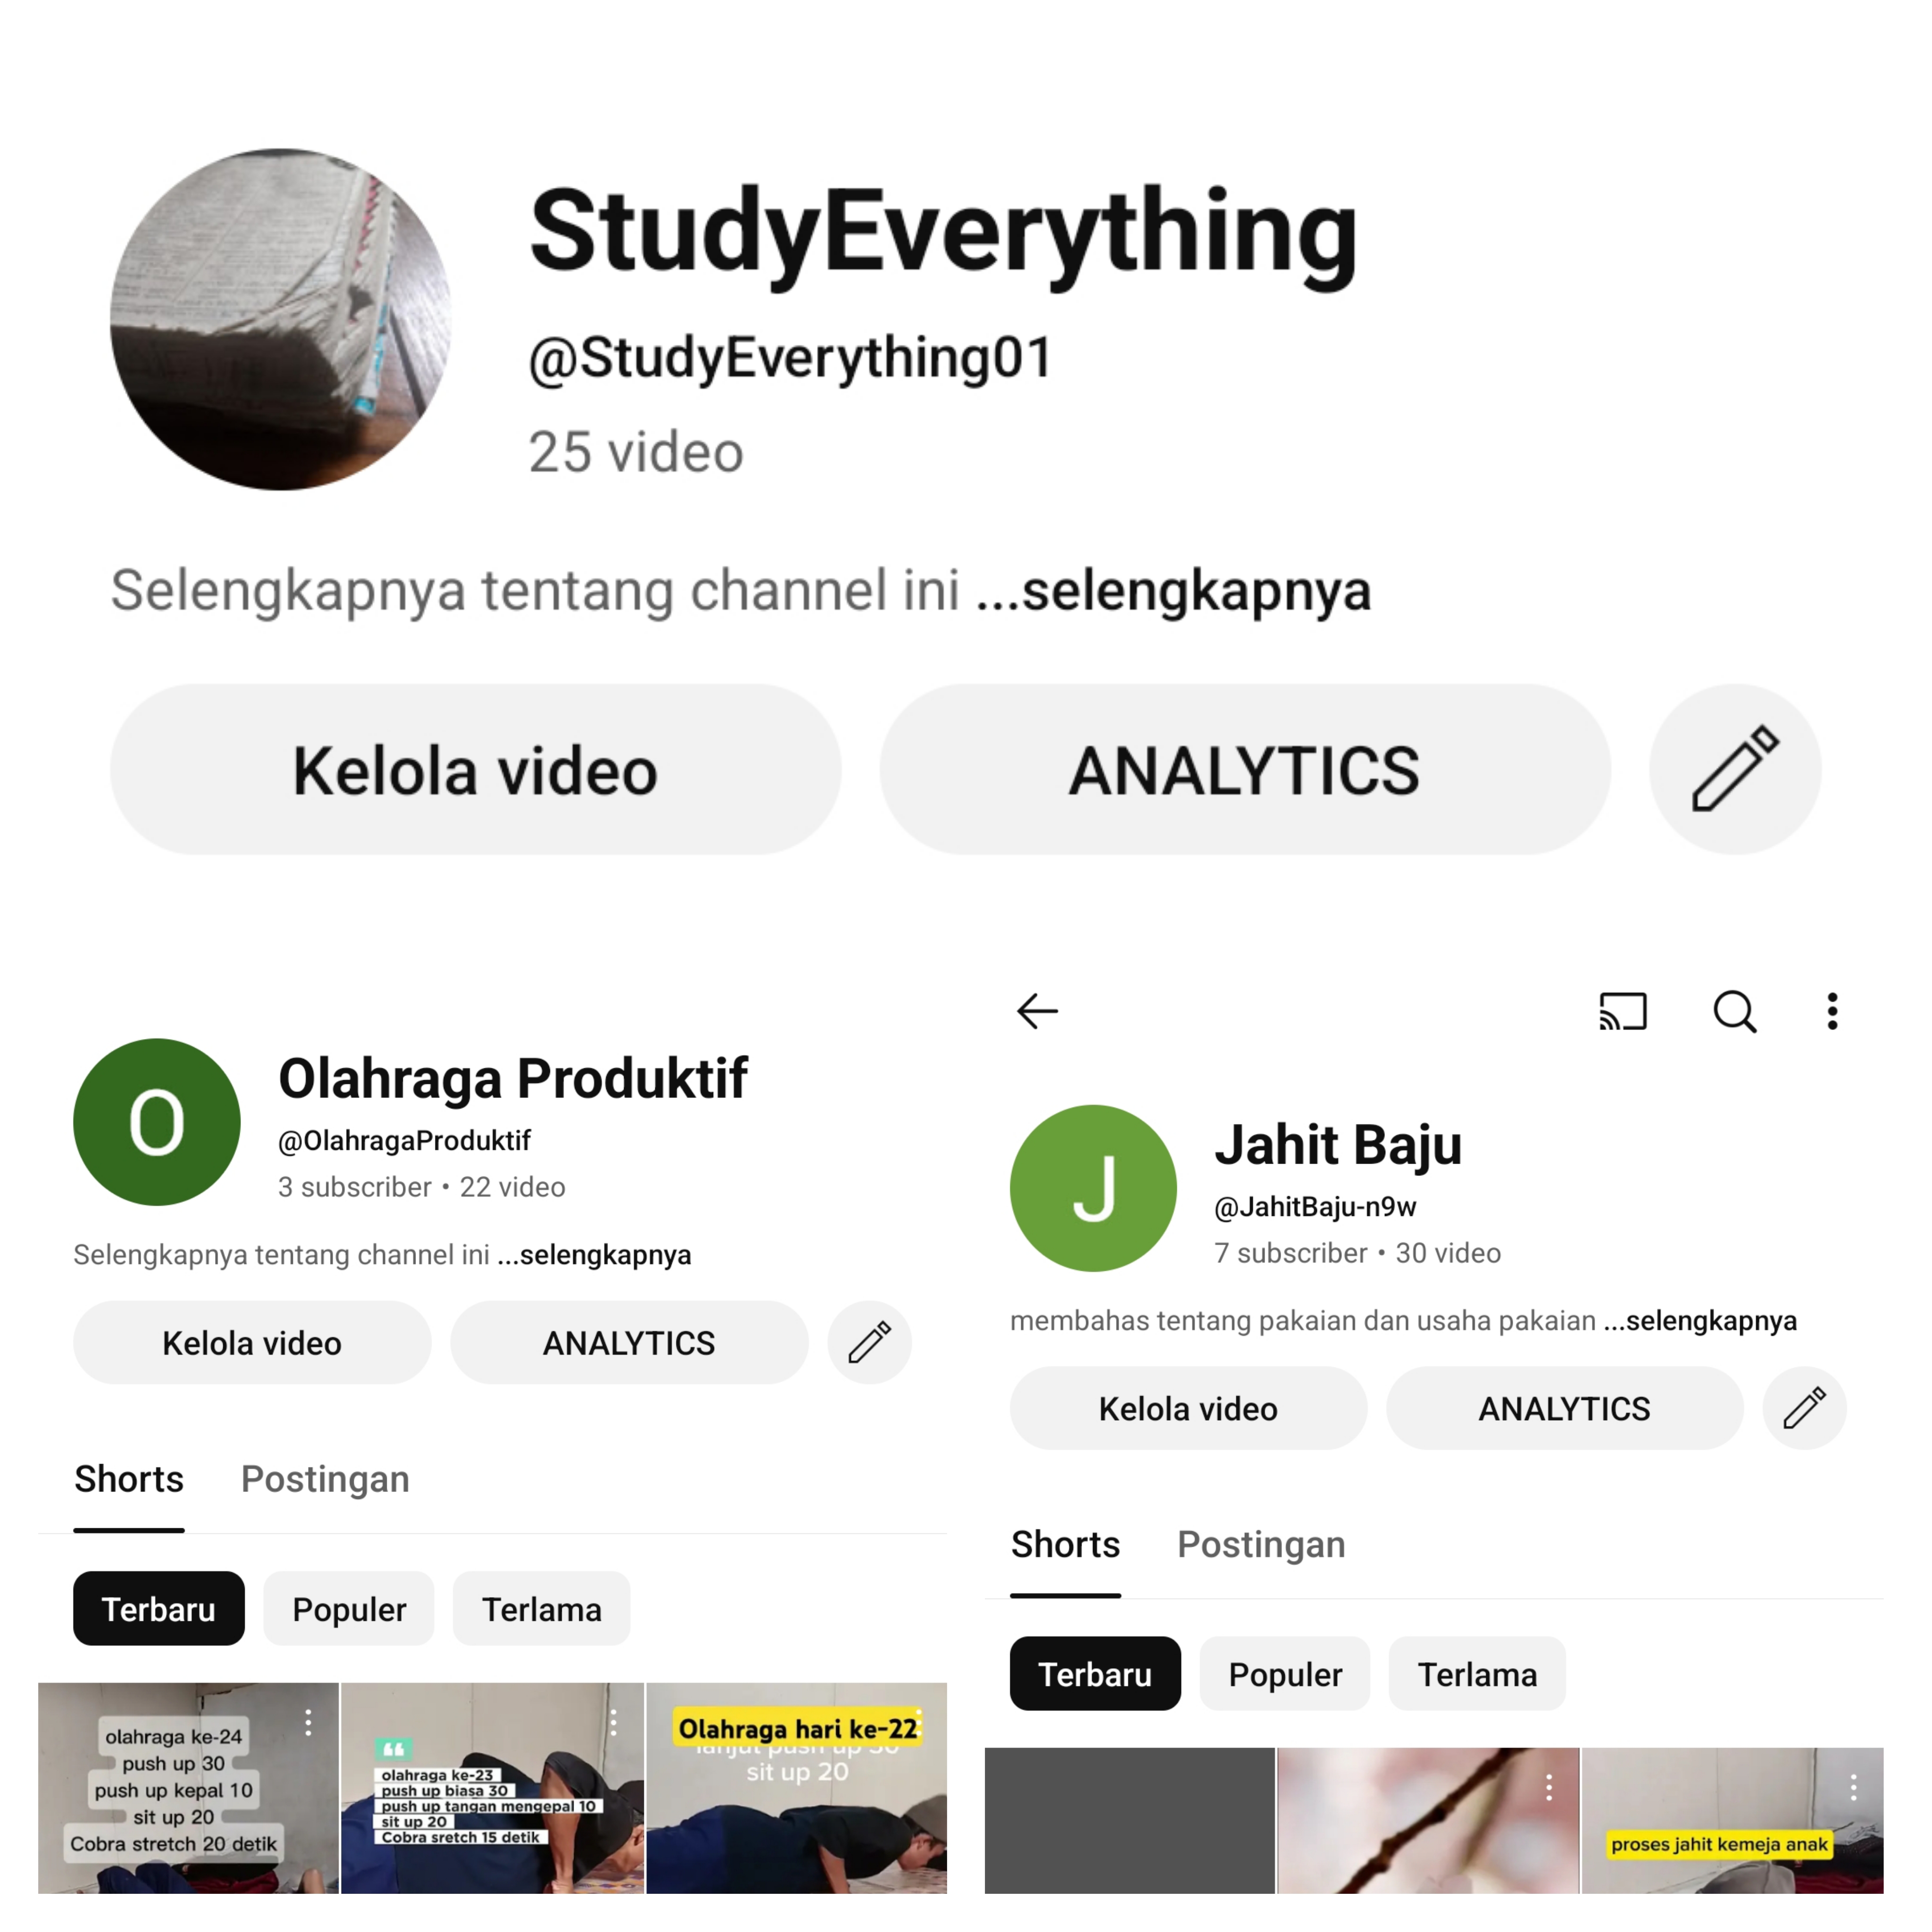 StudyEverything
@StudyEverything01
25 video
Selengkapnya tentang channel ini ...selengkapnya
Kelola video
ANALYTICS
O
Olahraga Produktif
@OlahragaProduktif
3 subscriber • 22 video
Selengkapnya tentang channel ini ...selengkapnya
Kelola video
ANALYTICS
Shorts
Postingan
Terbaru
Populer
Terlama
olahraga ke-24
push up 30
push up kepal 10
sit up 20
Cobra stretch 20 detik
olahraga ke-23
push up biasa 30
push up tangan mengepal 10
sit up 20
Cobra sretch 15 detik
Olahraga hari ke-22
lanjut push up 30
sit up 20
J
Jahit Baju
@JahitBaju-n9w
7 subscriber • 30 video
membahas tentang pakaian dan usaha pakaian ...selengkapnya
Kelola video
ANALYTICS
Shorts
Postingan
Terbaru
Populer
Terlama
proses jahit kemeja anak